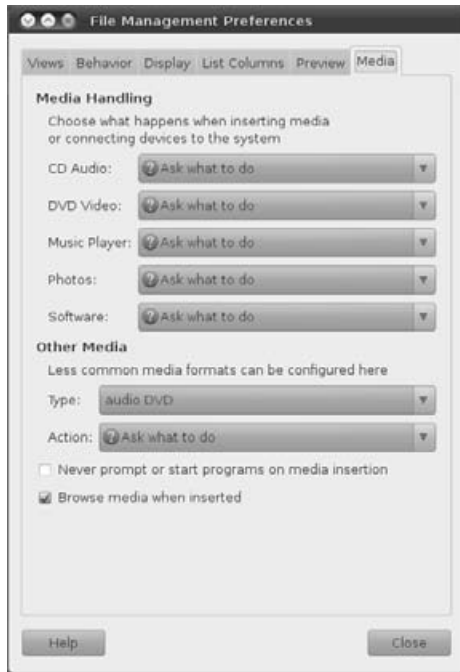 File Management Preferences
Views Behavior Display List Columns Preview Media
Media Handling
Choose what happens when inserting media
or connecting devices to the system
CD Audio: Ask what to do
DVD Video: Ask what to do
Music Player: Ask what to do
Photos: Ask what to do
Software: Ask what to do
Other Media
Less common media formats can be configured here
Type: audio DVD
Action: Ask what to do
Never prompt or start programs on media insertion
Browse media when inserted
Help Close